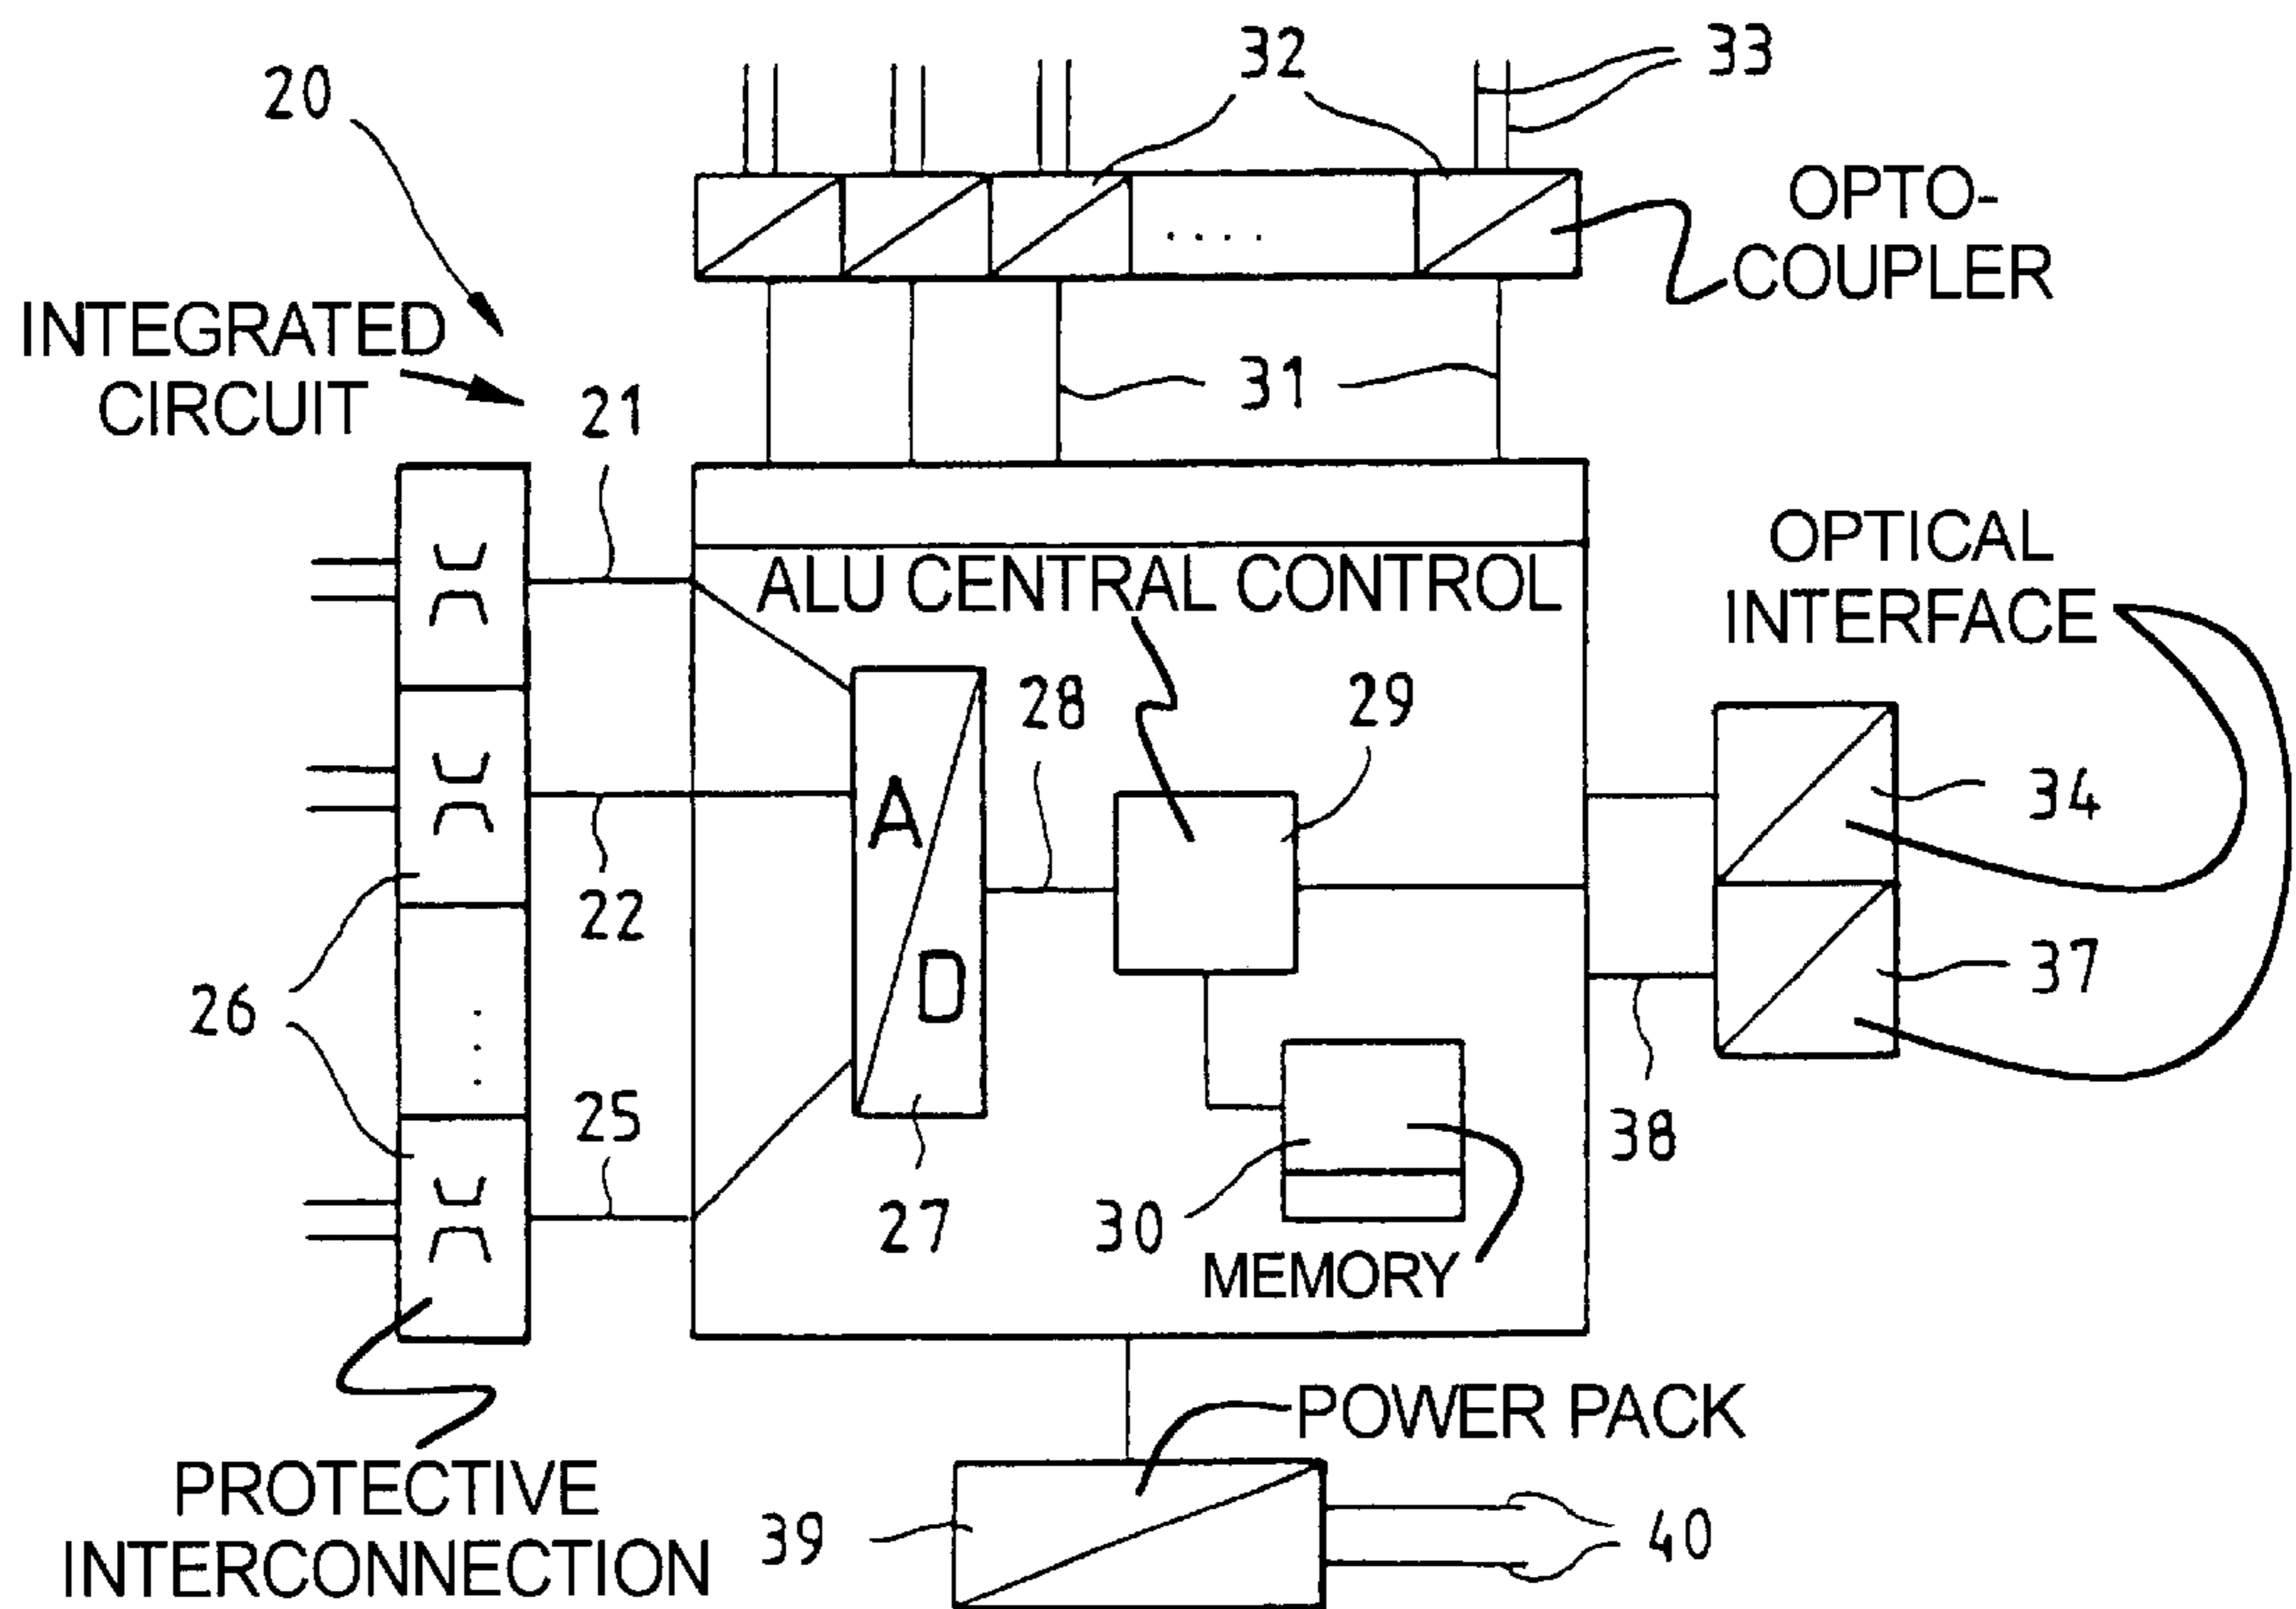 20
32
33
OPTO-
COUPLER
INTEGRATED
CIRCUIT
21
31
ALU CENTRAL CONTROL
OPTICAL
INTERFACE
28
29
34
A
D
22
26
37
25
27
30
38
MEMORY
POWER PACK
PROTECTIVE
INTERCONNECTION
39
40